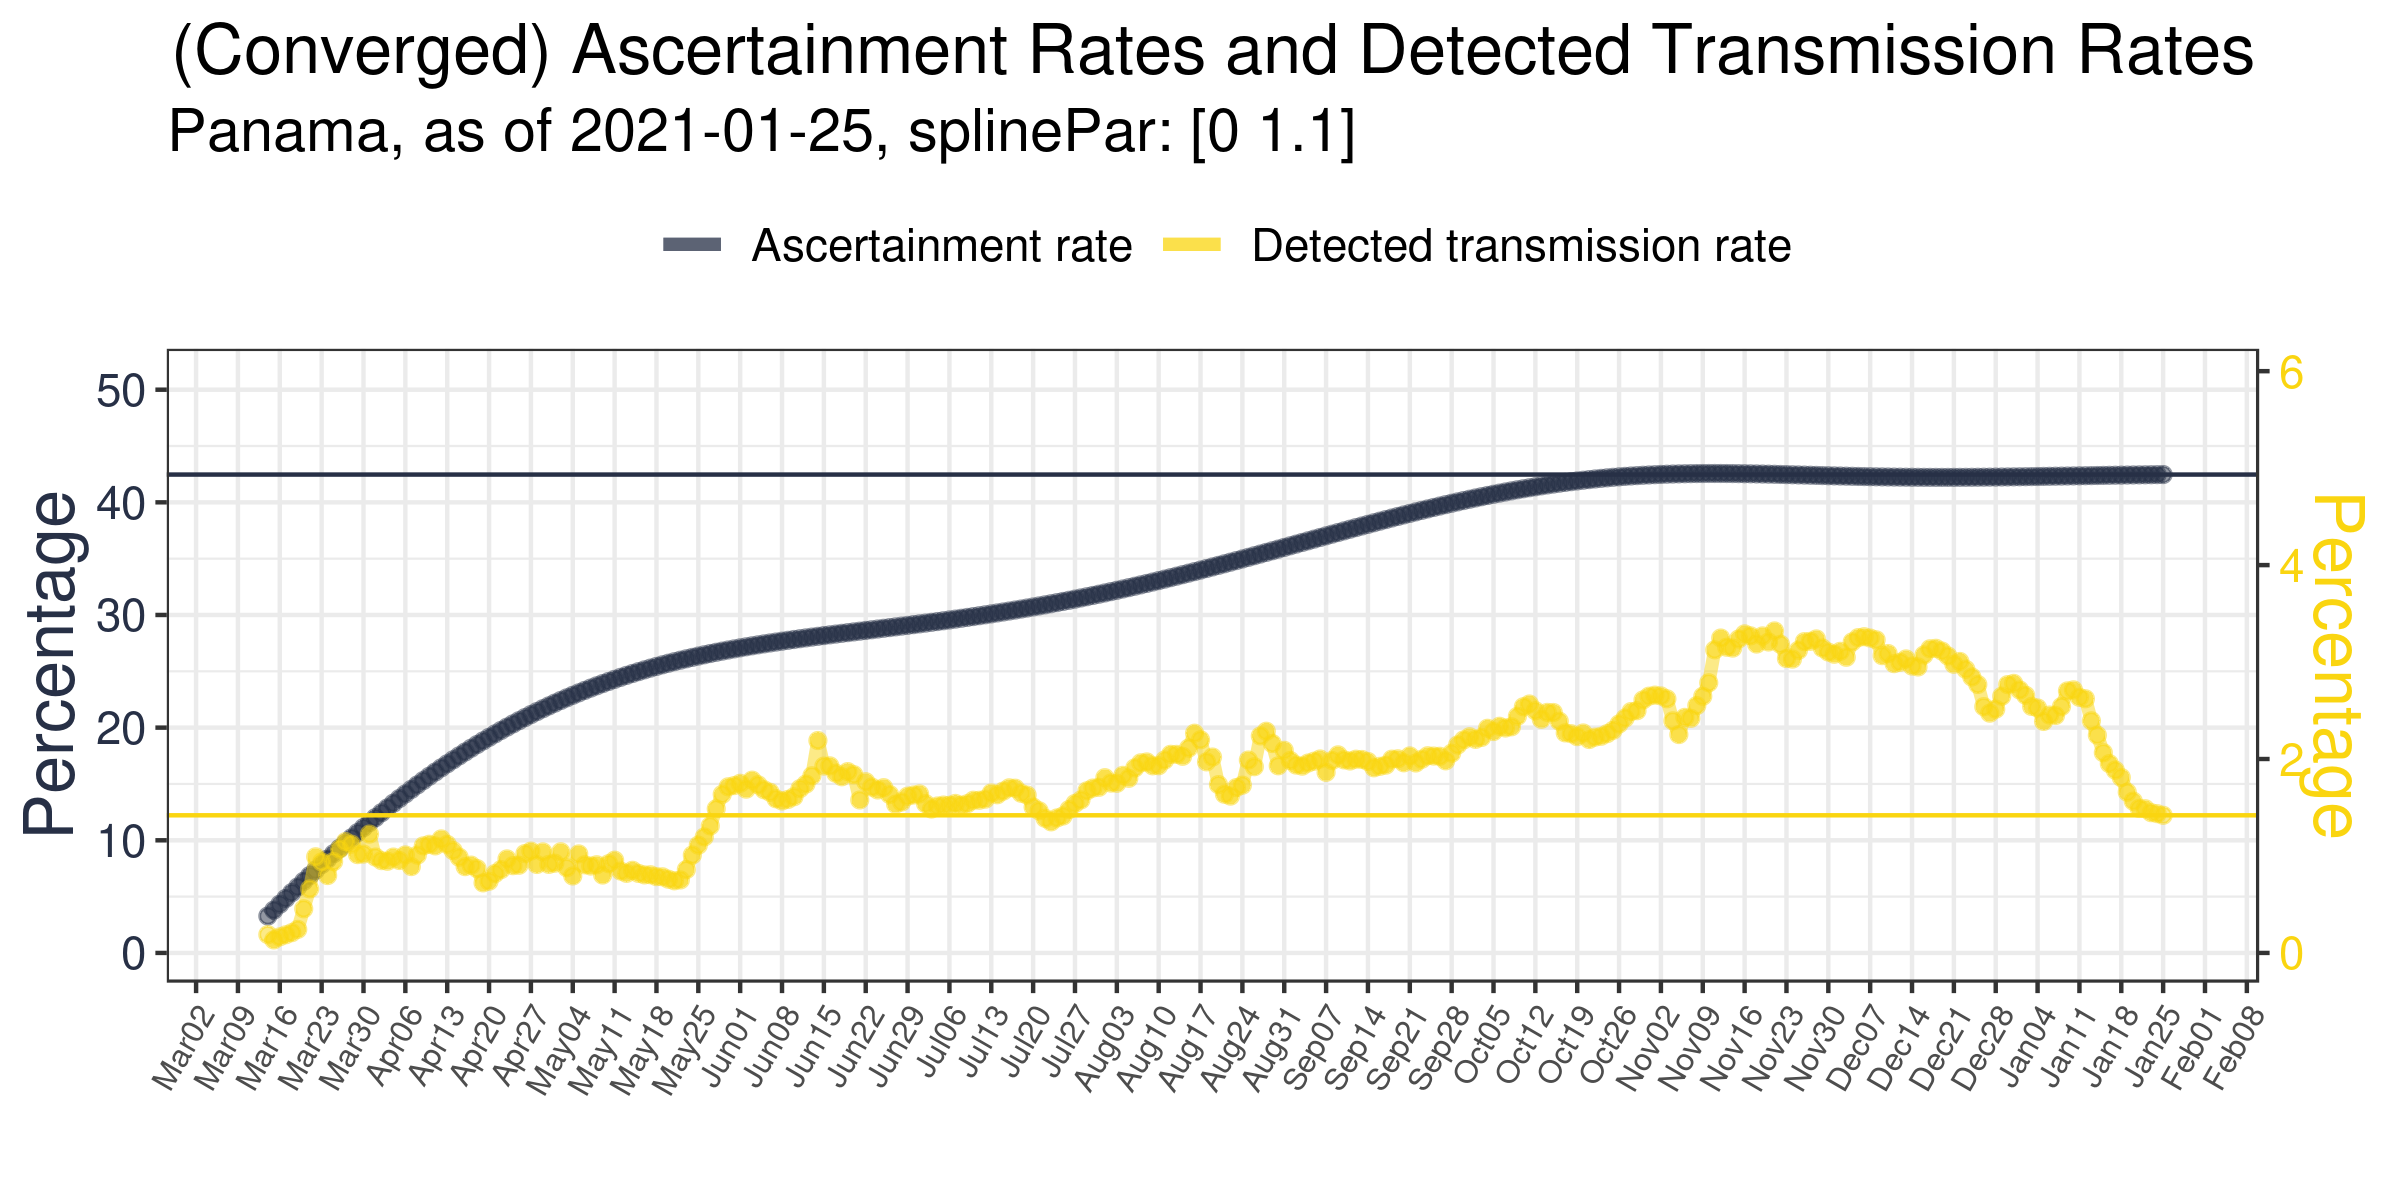 (Converged) Ascertainment Rates and Detected Transmission Rates
Panama, as of 2021-01-25, splinePar: [0 1.1]
Ascertainment rate Detected transmission rate
Percentage
50
40
30
20
10
0
6
4
2
0
Percentage
Mar02 Mar09 Mar16 Mar23 Mar30 Apr06 Apr13 Apr20 Apr27 May04 May11 May18 May25 Jun01 Jun08 Jun15 Jun22 Jun29 Jul06 Jul13 Jul20 Jul27 Aug03 Aug10 Aug17 Aug24 Aug31 Sep07 Sep14 Sep21 Sep28 Oct05 Oct12 Oct19 Oct26 Nov02 Nov09 Nov16 Nov23 Nov30 Dec07 Dec14 Dec21 Dec28 Jan04 Jan11 Jan18 Jan25 Feb01 Feb08